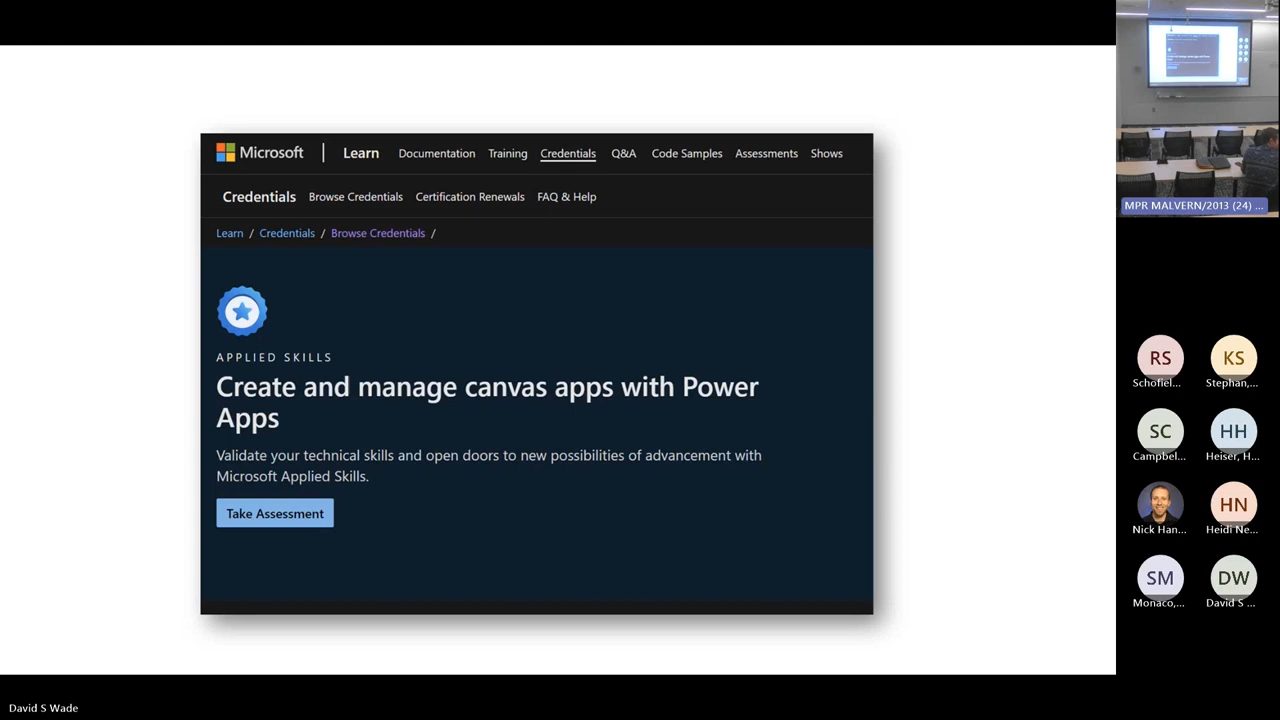 Microsoft | Learn Documentation Training Credentials Q&A Code Samples Assessments Shows
Credentials Browse Credentials Certification Renewals FAQ & Help
Learn / Credentials / Browse Credentials /
APPLIED SKILLS
Create and manage canvas apps with Power
Apps
Validate your technical skills and open doors to new possibilities of advancement with
Microsoft Applied Skills.
Take Assessment
MPR MALVERN/2013 (24) ...
RS KS
Schofiel... Stephan,...
SC HH
Campbel... Heiser, H...
HN
Nick Han... Heidi Ne...
SM DW
Monaco,... David S ...
David S Wade